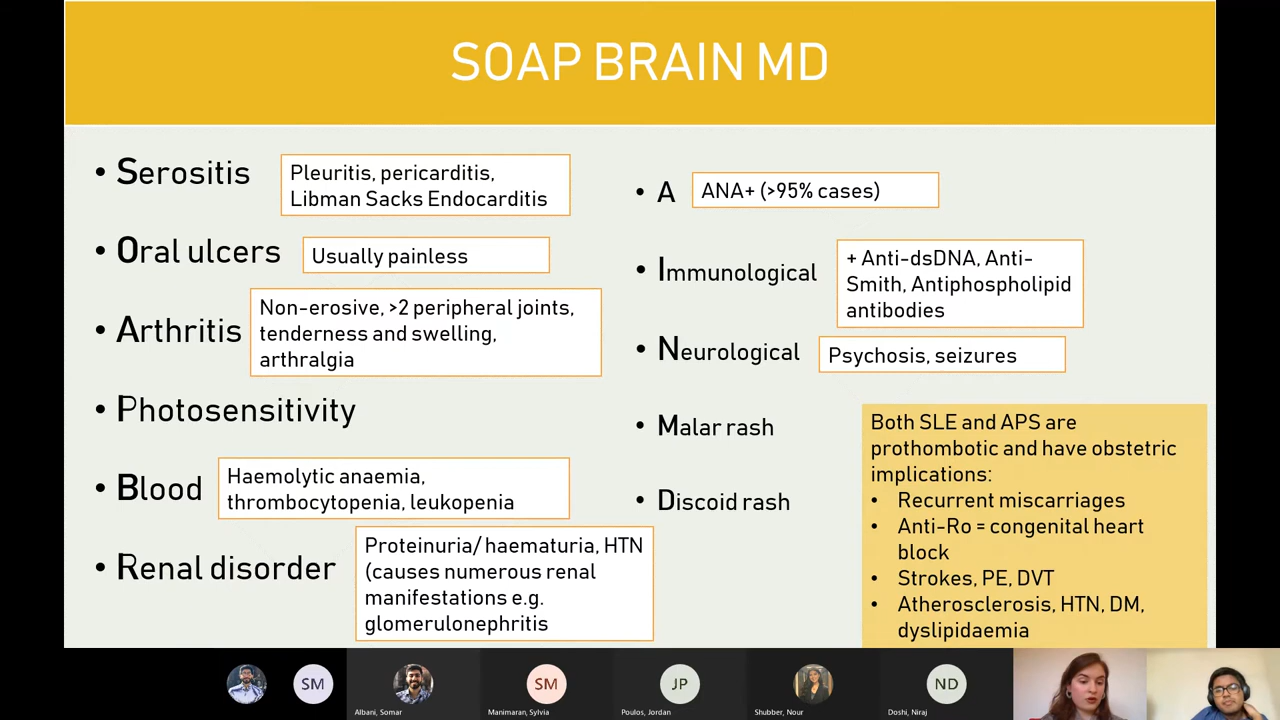 SOAP BRAIN MD
• Serositis
Pleuritis, pericarditis,
Libman Sacks Endocarditis
• Oral ulcers
Usually painless
• Arthritis
Non-erosive, >2 peripheral joints,
tenderness and swelling,
arthralgia
• Photosensitivity
• Blood
Haemolytic anaemia,
thrombocytopenia, leukopenia
• Renal disorder
Proteinuria/ haematuria, HTN
(causes numerous renal
manifestations e.g.
glomerulonephritis
• A
ANA+ (>95% cases)
• Immunological
+ Anti-dsDNA, Anti-
Smith, Antiphospholipid
antibodies
• Neurological
Psychosis, seizures
• Malar rash
• Discoid rash
Both SLE and APS are
prothombotic and have obstetric
implications:
• Recurrent miscarriages
• Anti-Ro = congenital heart
block
• Strokes, PE, DVT
• Atherosclerosis, HTN, DM,
dyslipidaemia
SM
SM
JP
ND
Albani, Somar
Manimaran, Sylvia
Poulos, Jordan
Shubber, Nour
Doshi, Niraj